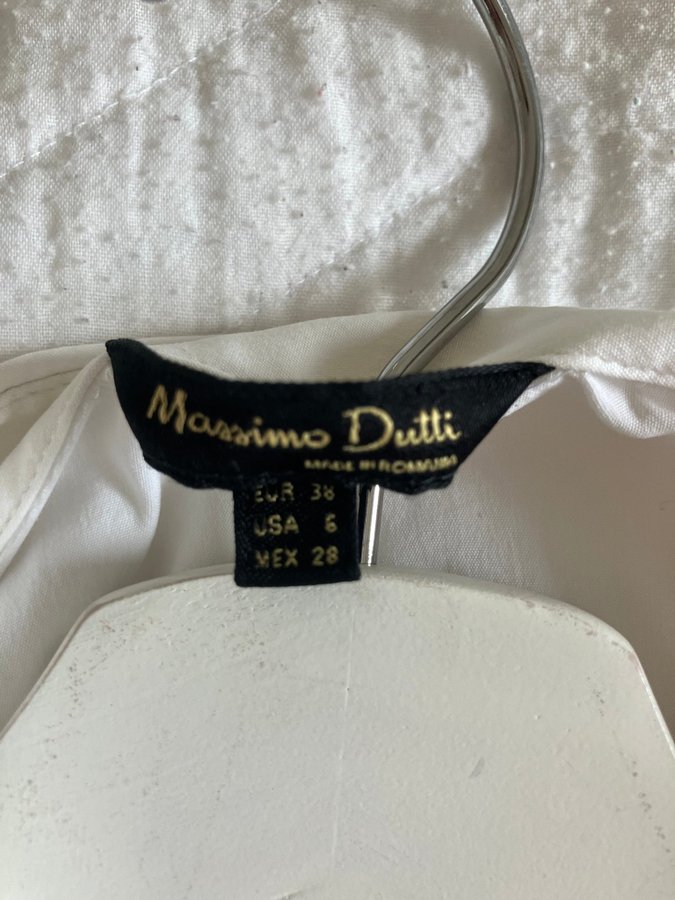 Massimo Dutti
MADE IN ROMANIA
EUR 38
USA 6
MEX 28